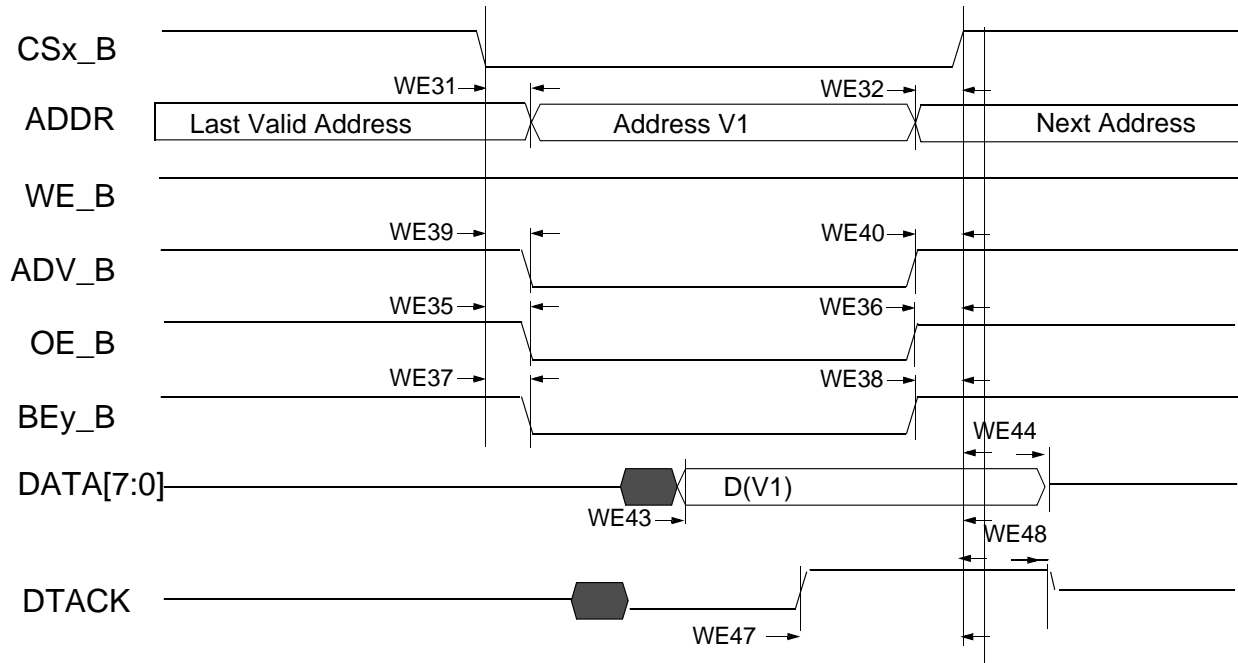 CSx_B
WE31
WE32
ADDR
Last Valid Address
Address V1
Next Address
WE_B
WE39
WE40
ADV_B
WE35
WE36
OE_B
WE37
WE38
BEy_B
WE44
DATA[7:0]
D(V1)
WE43
WE48
DTACK
WE47